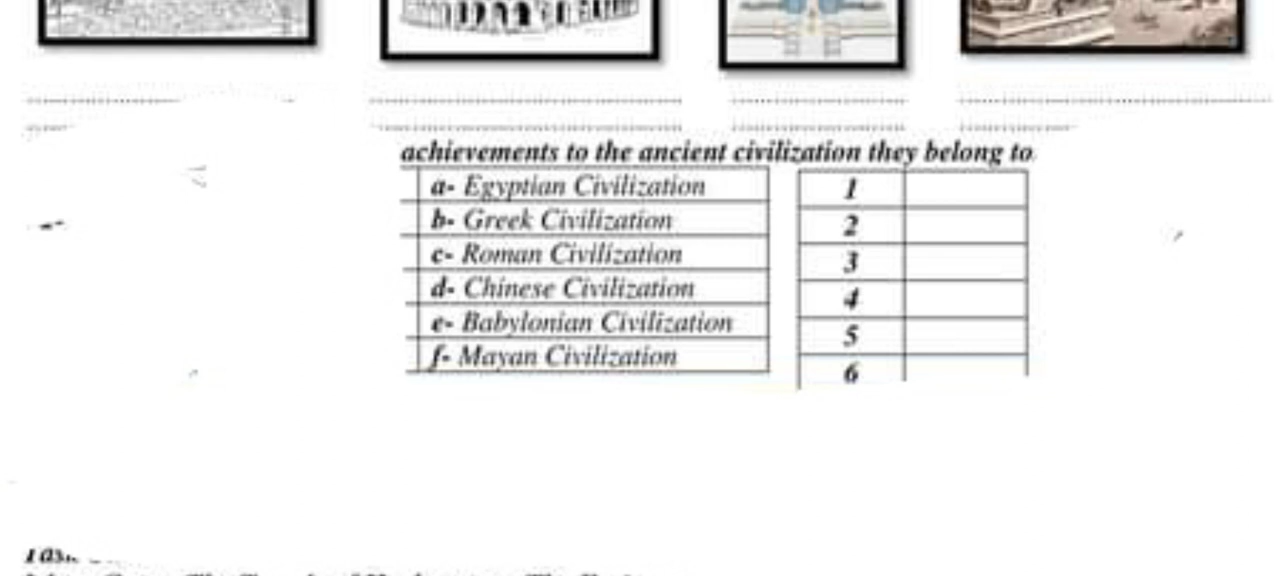 achievements to the ancient civilization they belong to
a- Egyptian Civilization
b- Greek Civilization
c- Roman Civilization
d- Chinese Civilization
e- Babylonian Civilization
f- Mayan Civilization
1
2
3
4
5
6